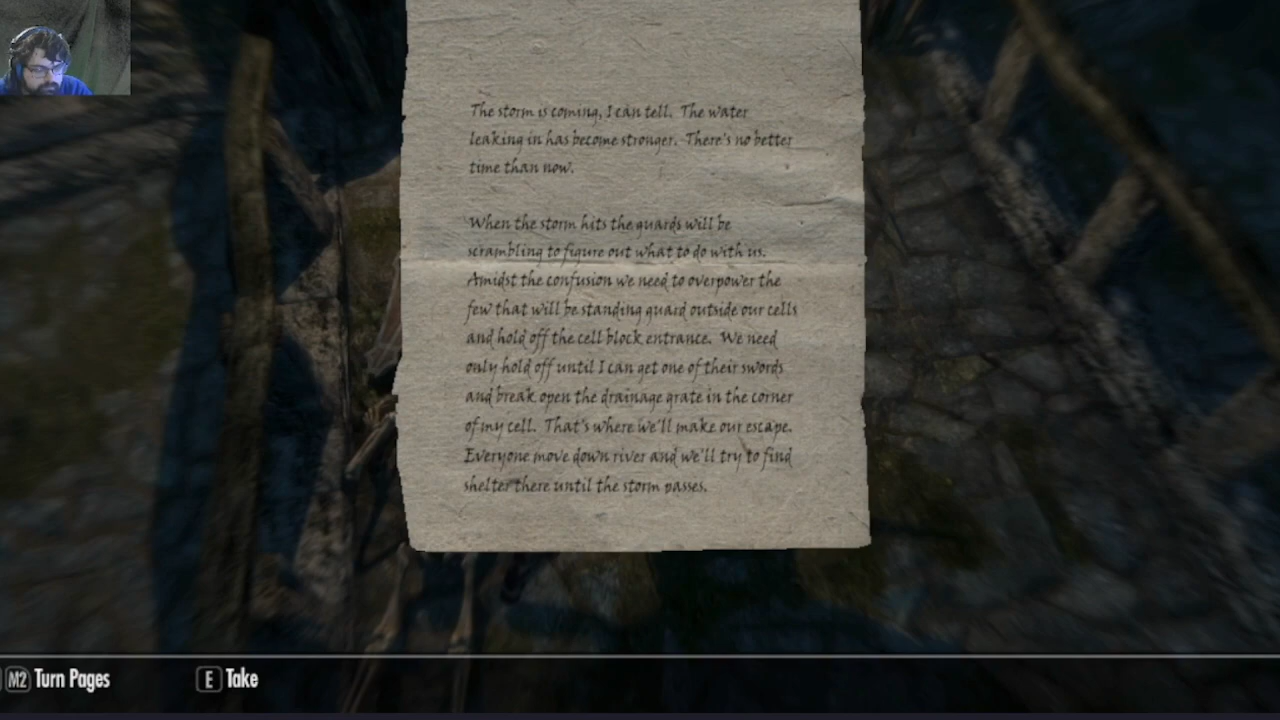 The storm is coming, I can tell. The water
leaking in has become stronger. There's no better
time than now.
When the storm hits the guards will be
scrambling to figure out what to do with us.
Amidst the confusion we need to overpower the
few that will be standing guard outside our cells
and hold off the cell block entrance. We need
only hold off until I can get one of their swords
and break open the drainage grate in the corner
of my cell. That's where we'll make our escape.
Everyone move down river and we'll try to find
shelter there until the storm passes.
M2 Turn Pages E Take